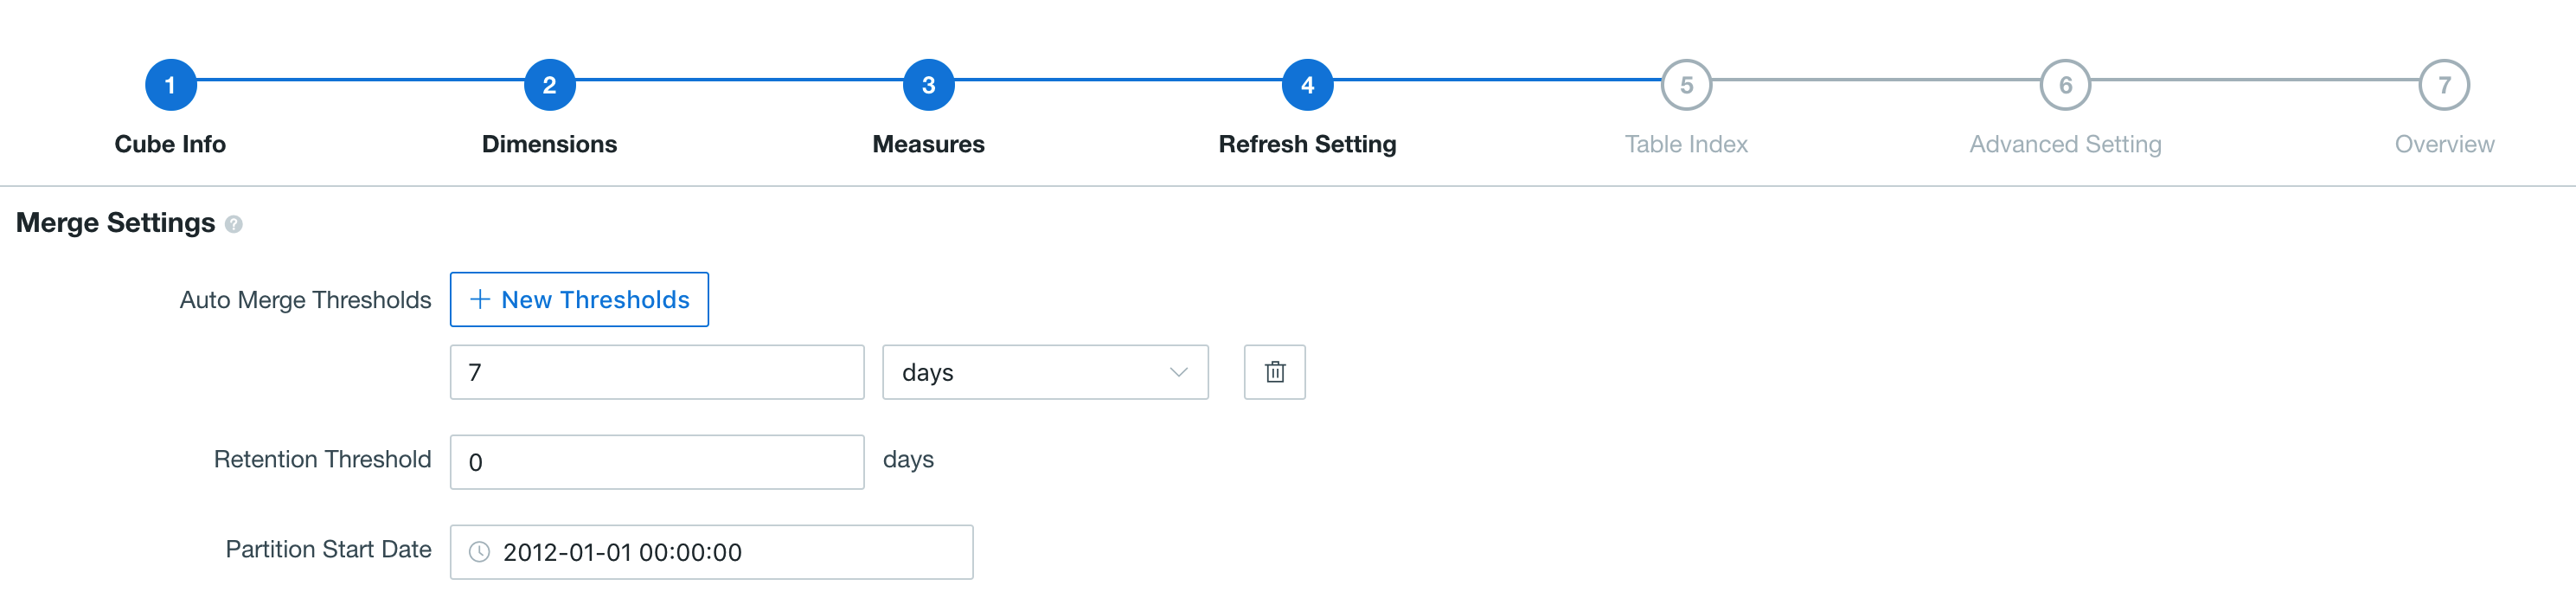 1 2 3 4 5 6 7
Cube Info Dimensions Measures Refresh Setting Table Index Advanced Setting Overview
Merge Settings ?
Auto Merge Thresholds + New Thresholds
7 days
Retention Threshold 0 days
Partition Start Date 2012-01-01 00:00:00